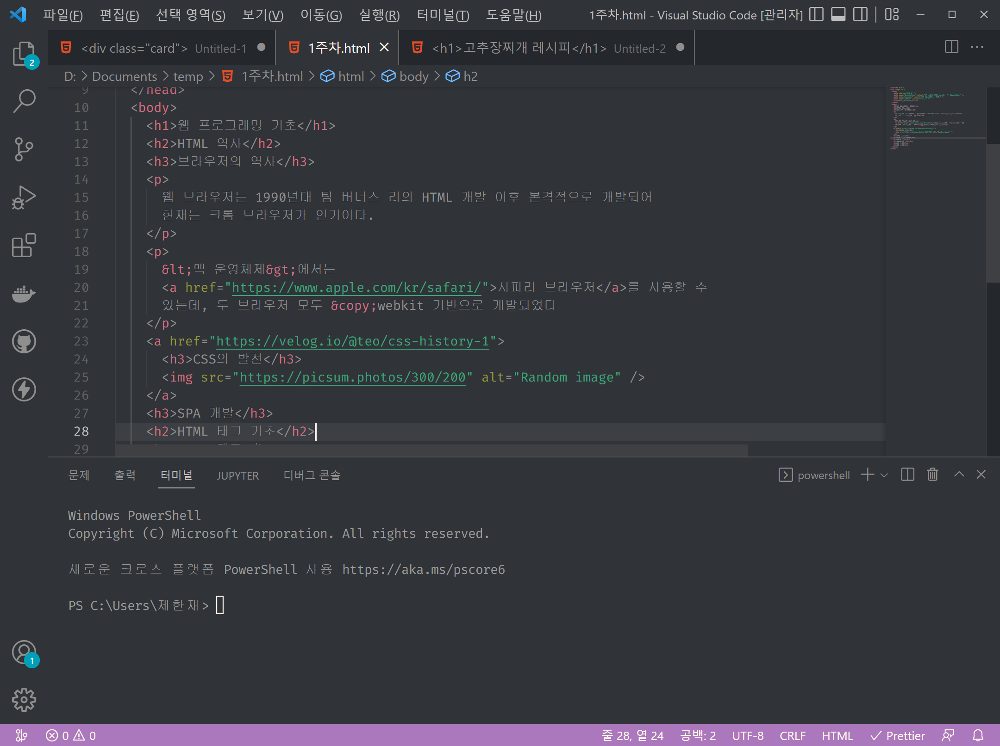 파일(F) 편집(E) 선택 영역(S) 보기(V) 이동(G) 실행(R) 터미널(T) 도움말(H) 1주차.html - Visual Studio Code [관리자]
<div class="card"> Untitled-1 1주차.html <h1>고추장찌개 레시피</h1> Untitled-2
2
D: > Documents > temp > 1주차.html > html > body > h2
9 </head>
10 <body>
11 <h1>웹 프로그래밍 기초</h1>
12 <h2>HTML 역사</h2>
13 <h3>브라우저의 역사</h3>
14 <p>
15 웹 브라우저는 1990년대 팀 버너스 리의 HTML 개발 이후 본격적으로 개발되어
16 현재는 크롬 브라우저가 인기이다.
17 </p>
18 <p>
19 &lt;맥 운영체제&gt;에서는
20 <a href="https://www.apple.com/kr/safari/">사파리 브라우저</a>를 사용할 수
21 있는데, 두 브라우저 모두 &copy;webkit 기반으로 개발되었다
22 </p>
23 <a href="https://velog.io/@teo/css-history-1">
24 <h3>CSS의 발전</h3>
25 <img src="https://picsum.photos/300/200" alt="Random image" />
26 </a>
27 <h3>SPA 개발</h3>
28 <h2>HTML 태그 기초</h2>
29
문제 출력 터미널 JUPYTER 디버그 콘솔 powershell
Windows PowerShell
Copyright (C) Microsoft Corporation. All rights reserved.
새로운 크로스 플랫폼 PowerShell 사용 https://aka.ms/pscore6
PS C:\Users\제한재>
1
0 0 줄 28, 열 24 공백: 2 UTF-8 CRLF HTML Prettier